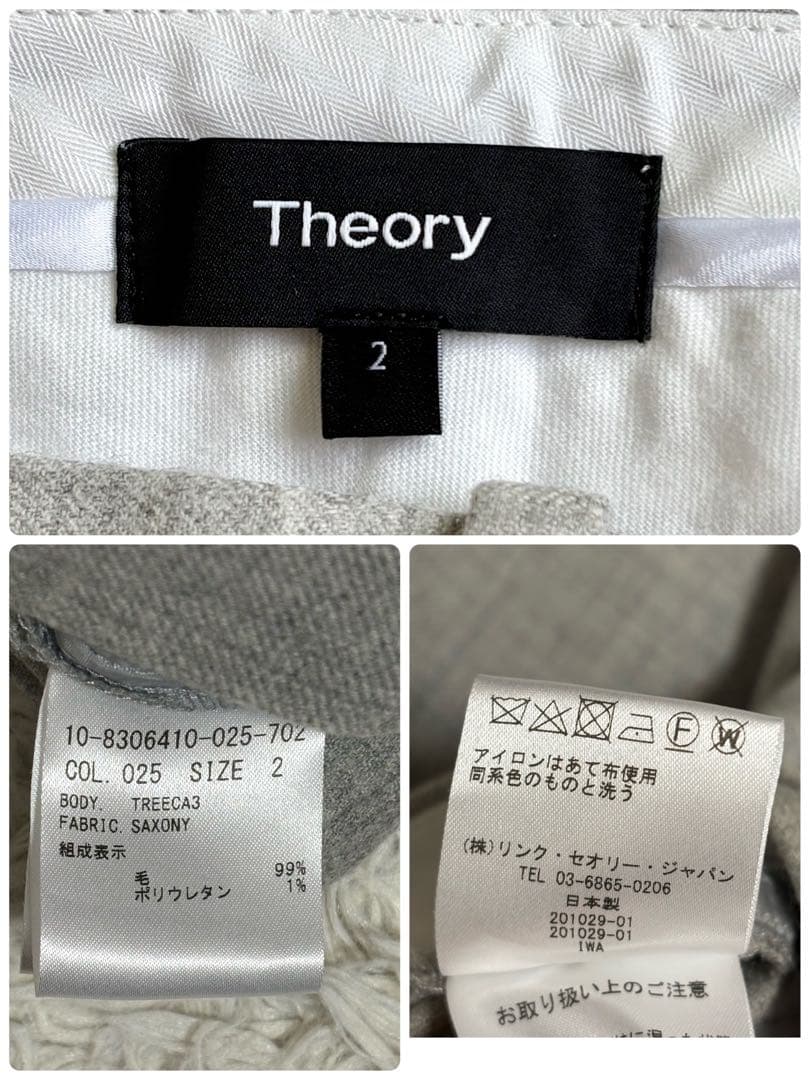 Theory
2
10-8306410-025-702
COL. 025 SIZE 2
BODY. TREECA3
FABRIC. SAXONY
組成表示
毛 99%
ポリウレタン 1%
F W
アイロンはあて布使用
同系色のものと洗う
(株)リンク・セオリー・ジャパン
TEL 03-6865-0206
日本製
201029-01
201029-01
IWA
お取り扱い上のご注意